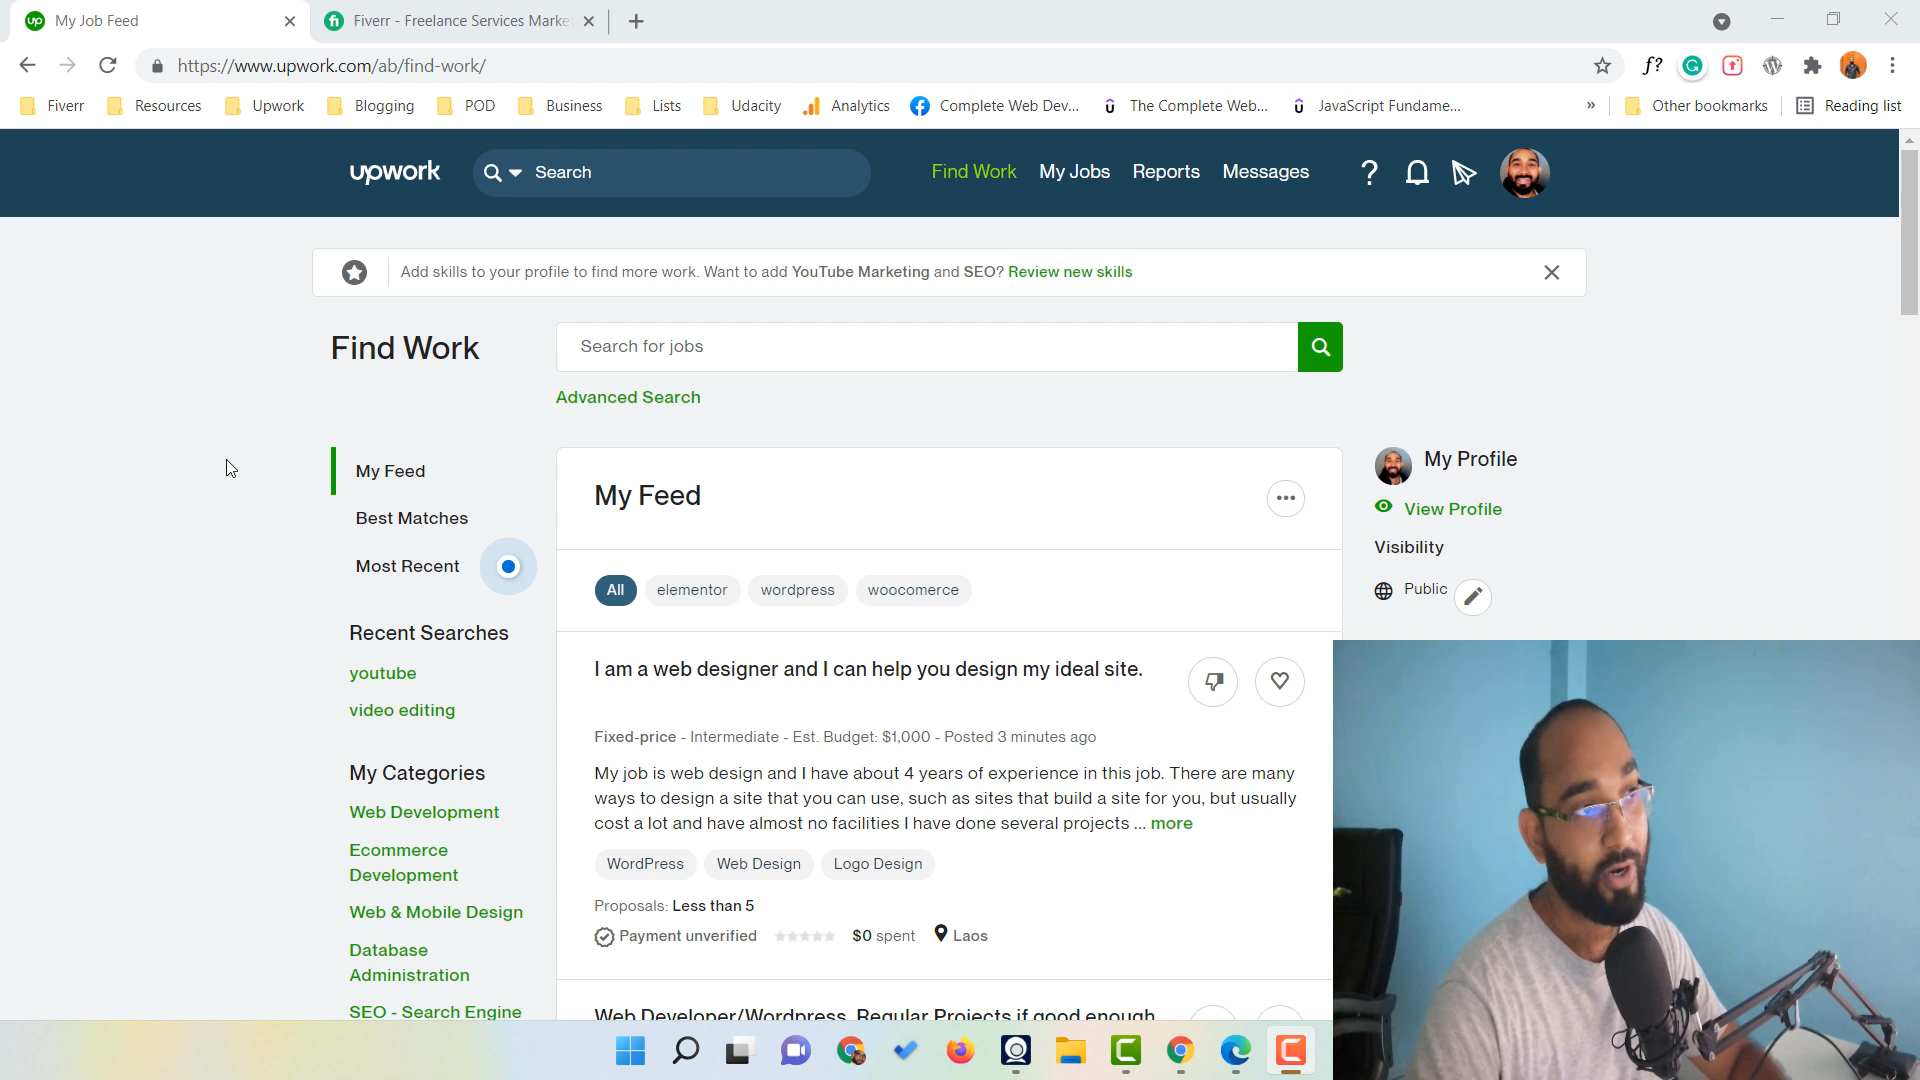 My Job Feed
Fiverr - Freelance Services Marke
https://www.upwork.com/ab/find-work/
f?
Fiverr
Resources
Upwork
Blogging
POD
Business
Lists
Udacity
Analytics
Complete Web Dev...
The Complete Web...
JavaScript Fundame...
»
Other bookmarks
Reading list
upwork
Search
Find Work
My Jobs
Reports
Messages
?
Add skills to your profile to find more work. Want to add YouTube Marketing and SEO? Review new skills
Find Work
Search for jobs
Advanced Search
My Feed
Best Matches
Most Recent
Recent Searches
youtube
video editing
My Categories
Web Development
Ecommerce
Development
Web & Mobile Design
Database
Administration
SEO - Search Engine
My Feed
All
elementor
wordpress
woocomerce
I am a web designer and I can help you design my ideal site.
Fixed-price - Intermediate - Est. Budget: $1,000 - Posted 3 minutes ago
My job is web design and I have about 4 years of experience in this job. There are many
ways to design a site that you can use, such as sites that build a site for you, but usually
cost a lot and have almost no facilities I have done several projects ... more
WordPress
Web Design
Logo Design
Proposals: Less than 5
Payment unverified
$0 spent
Laos
Web Developer/Wordpress. Regular Projects if good enough
My Profile
View Profile
Visibility
Public